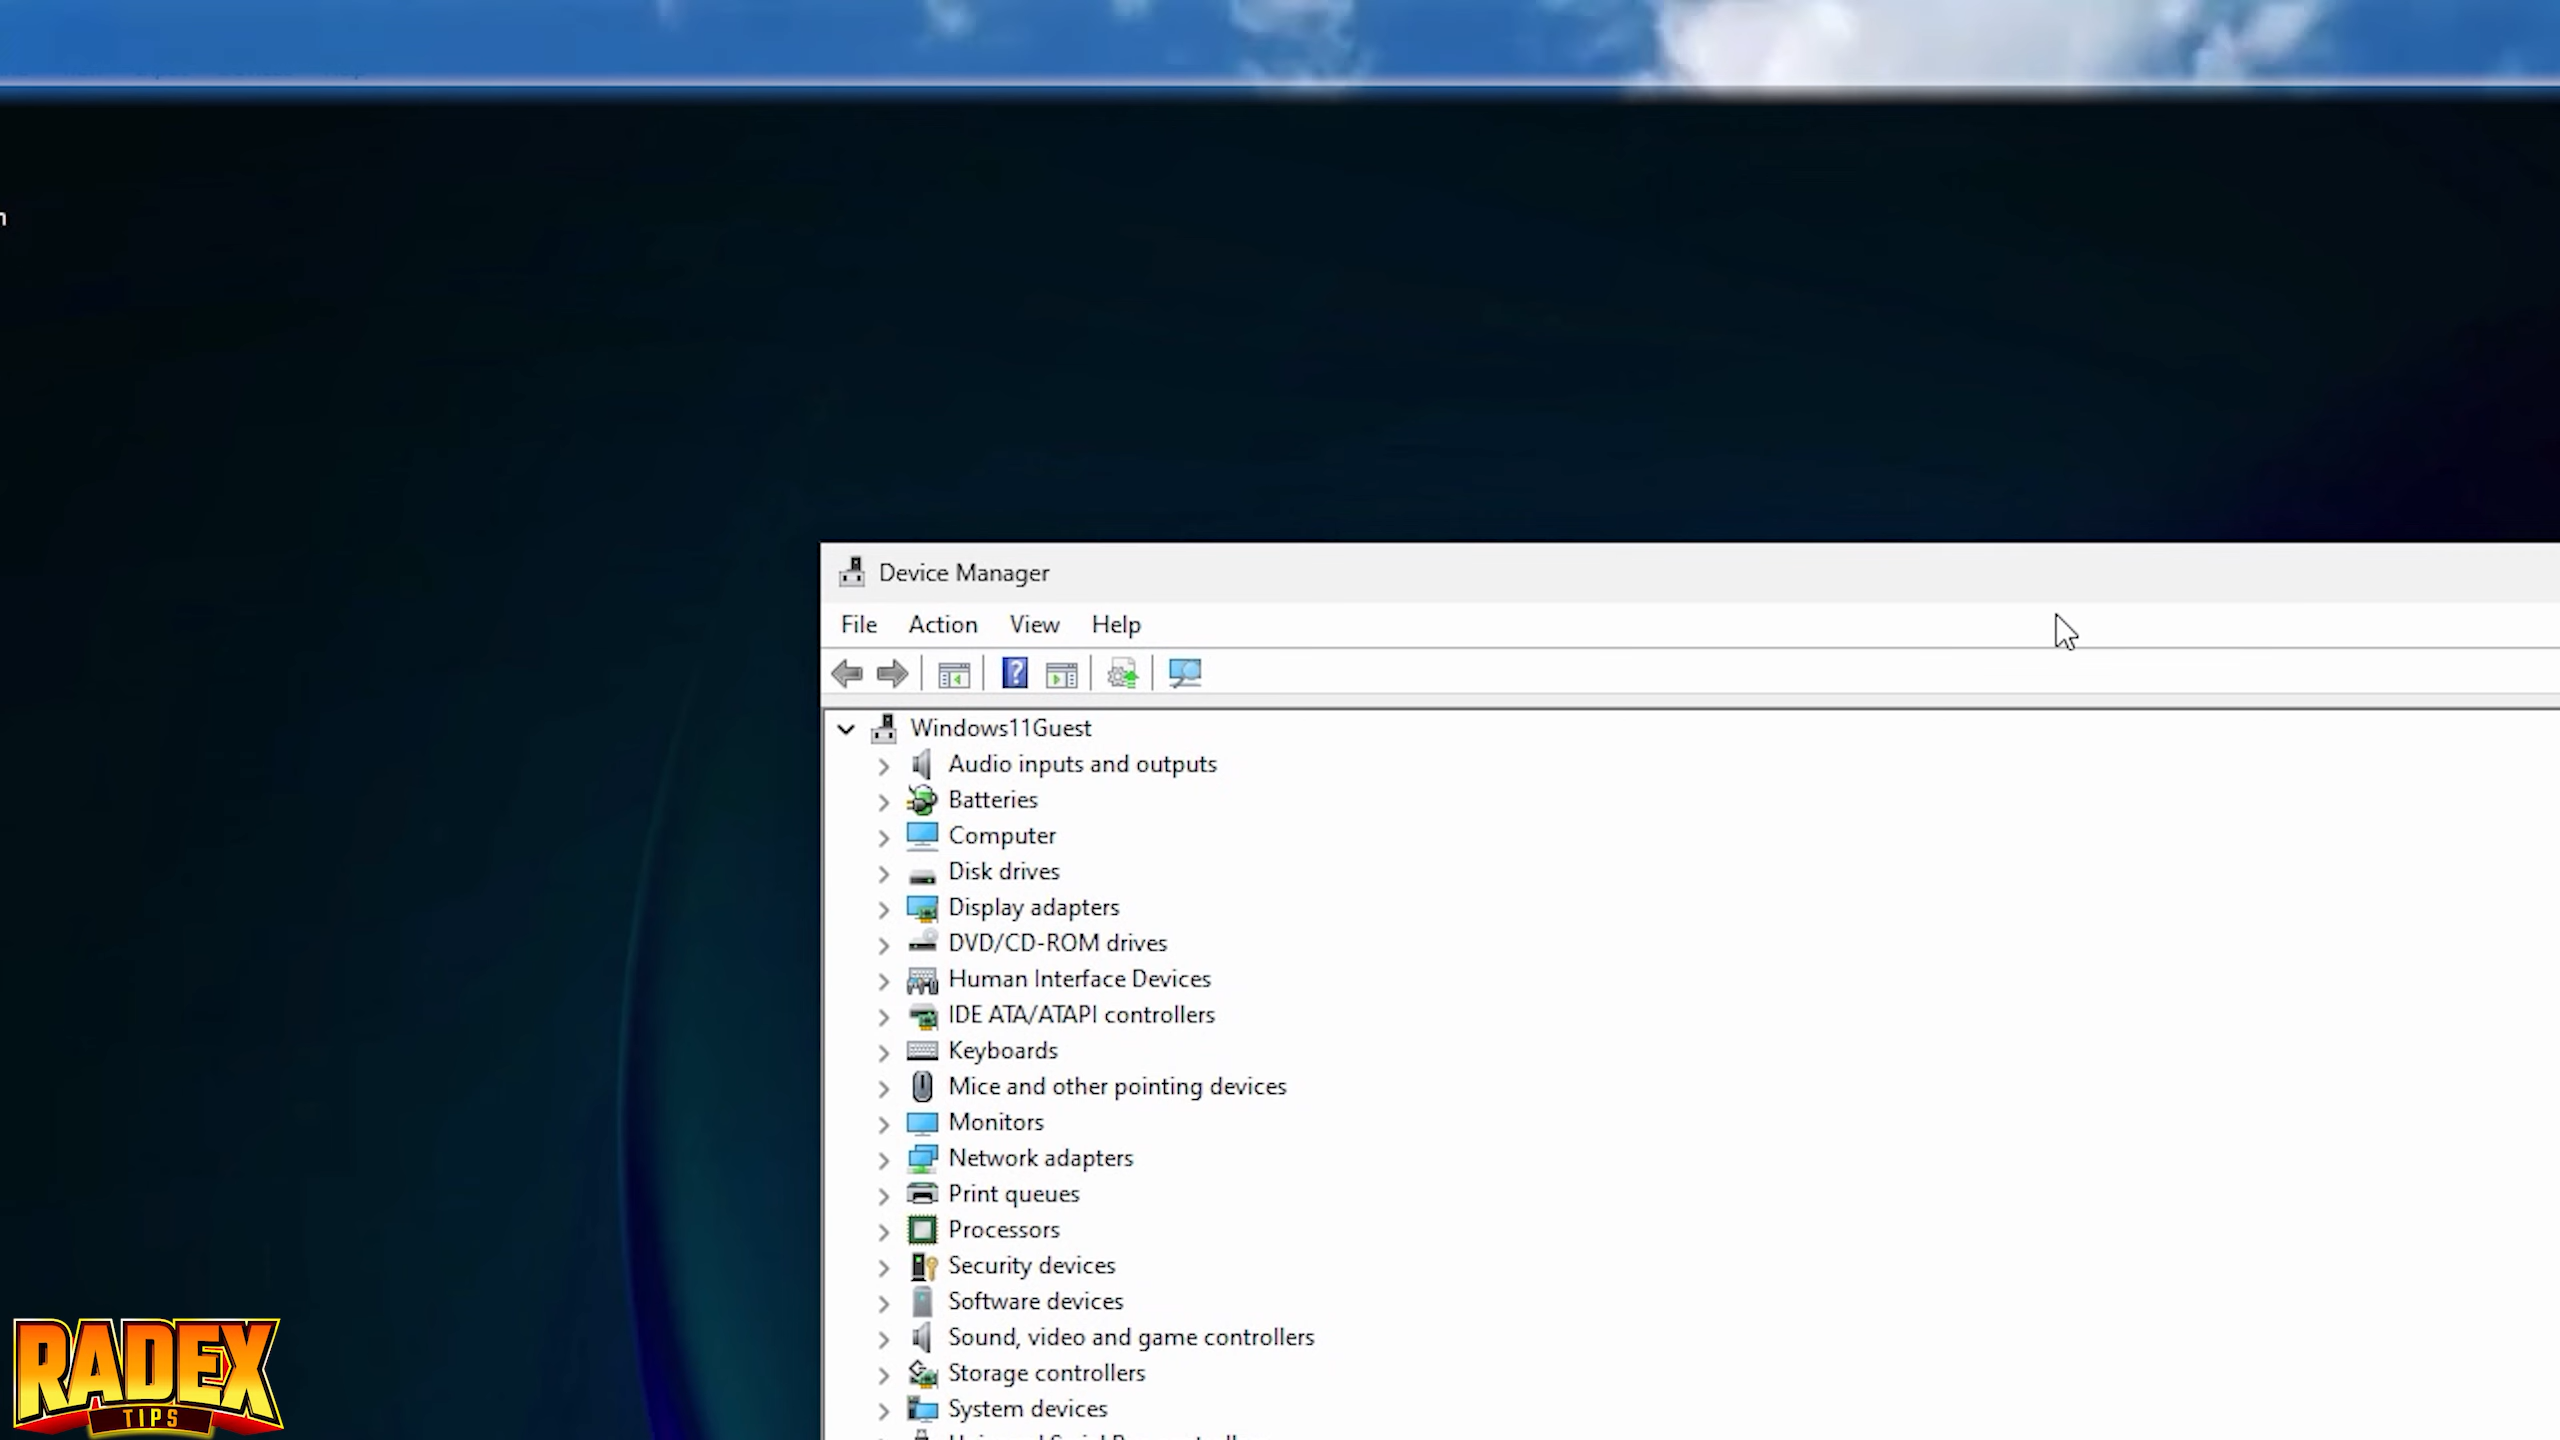 Device Manager
File Action View Help
Windows11Guest
Audio inputs and outputs
Batteries
Computer
Disk drives
Display adapters
DVD/CD-ROM drives
Human Interface Devices
IDE ATA/ATAPI controllers
Keyboards
Mice and other pointing devices
Monitors
Network adapters
Print queues
Processors
Security devices
Software devices
Sound, video and game controllers
Storage controllers
System devices
RADEX
TIPS